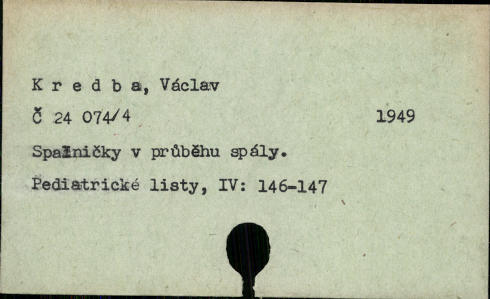 K r e d b a, Václav
Č 24 074/4 1949
Spalničky v průběhu spály.
Pediatrické listy, IV: 146-147